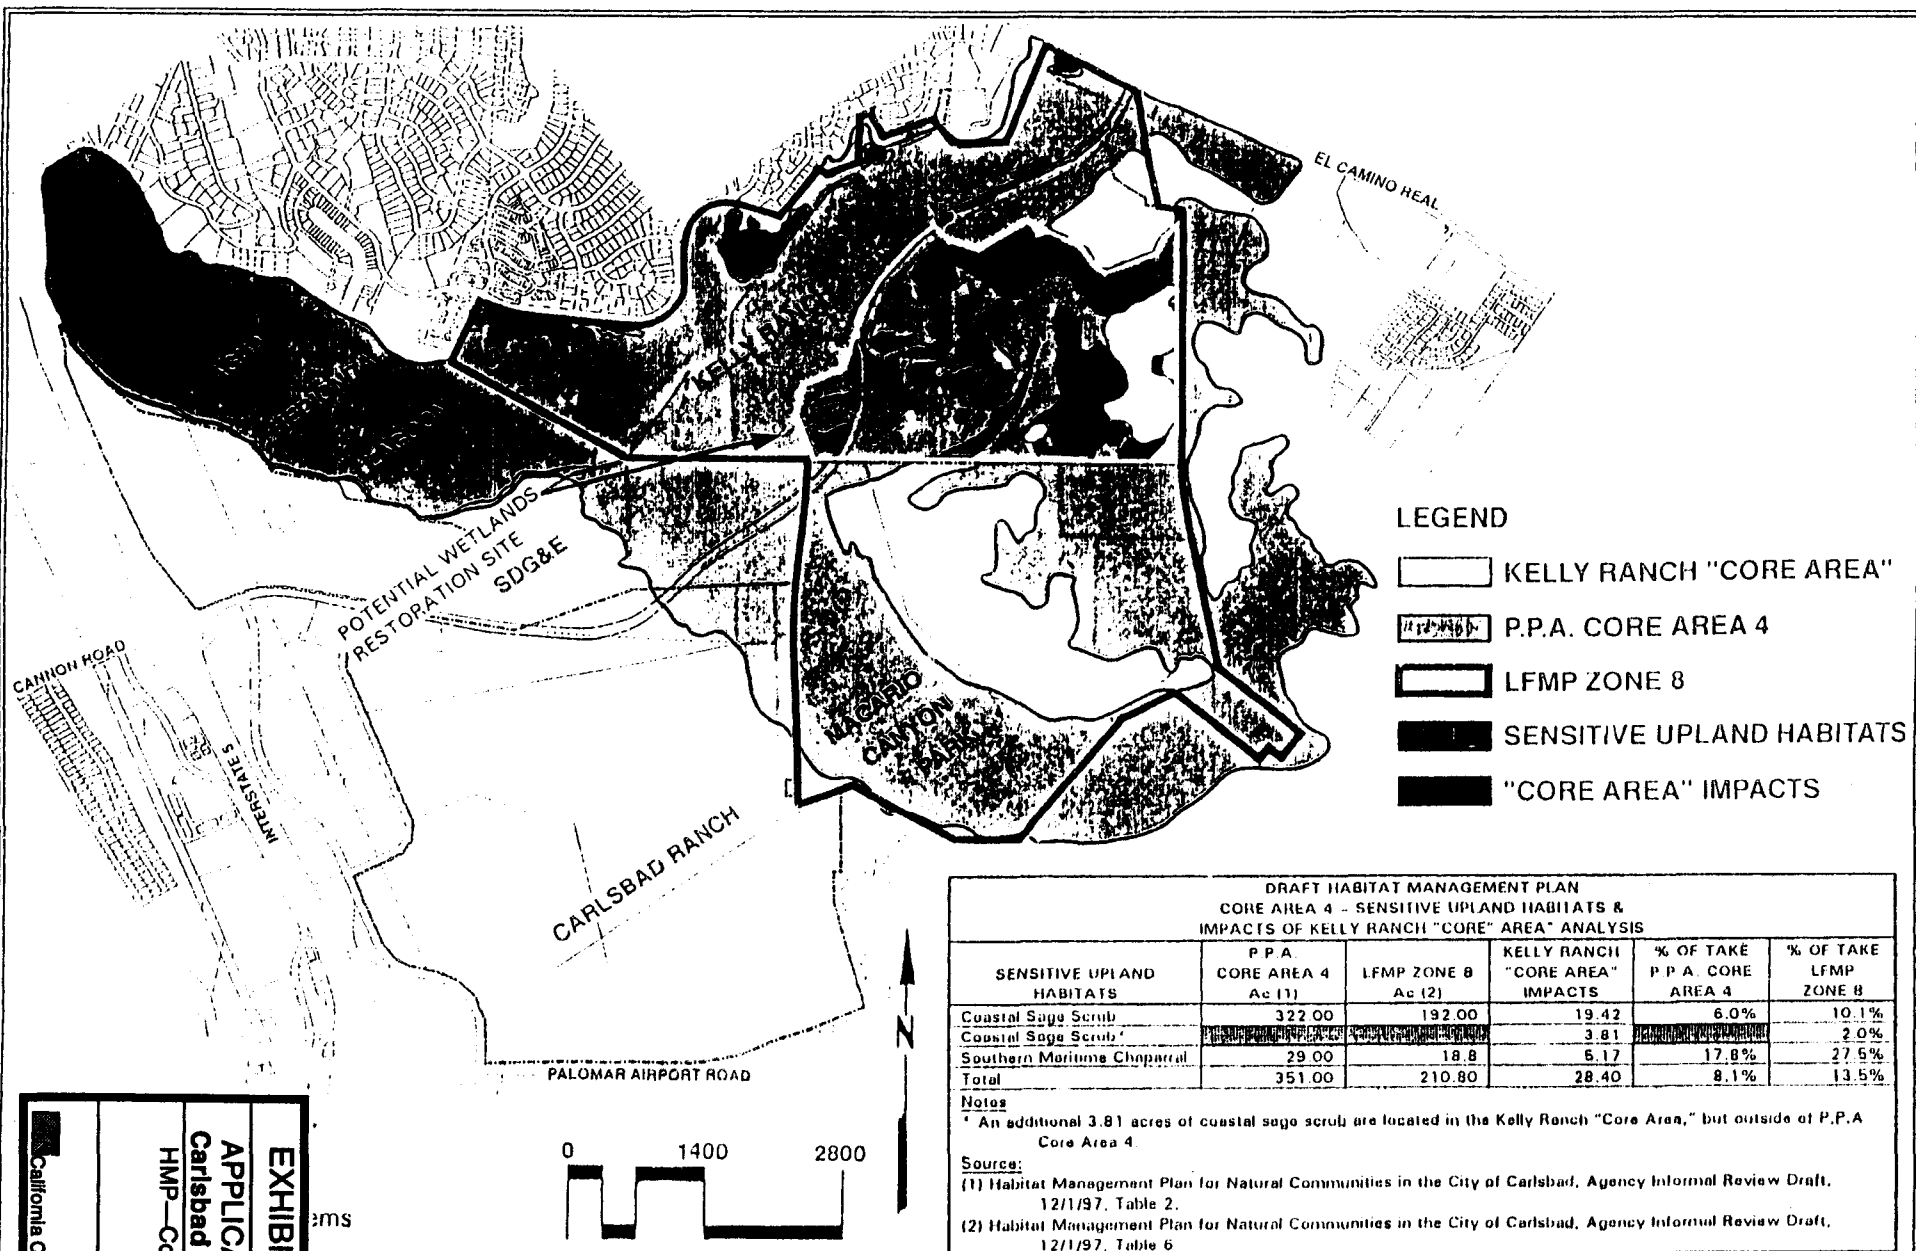 EL CAMINO REAL
KELLY RANCH
POTENTIAL WETLANDS
RESTORATION SITE
SDG&E
CANNON ROAD
INTERSTATE 5
MACARIO
CANYON
PARK
CARLSBAD RANCH
PALOMAR AIRPORT ROAD
LEGEND
KELLY RANCH "CORE AREA"
P.P.A. CORE AREA 4
LFMP ZONE 8
SENSITIVE UPLAND HABITATS
"CORE AREA" IMPACTS
N
0 1400 2800
DRAFT HABITAT MANAGEMENT PLAN
CORE AREA 4 - SENSITIVE UPLAND HABITATS &
IMPACTS OF KELLY RANCH "CORE" AREA" ANALYSIS
SENSITIVE UPLAND HABITATS | P.P.A. CORE AREA 4 Ac (1) | LFMP ZONE 8 Ac (2) | KELLY RANCH "CORE AREA" IMPACTS | % OF TAKE P.P.A. CORE AREA 4 | % OF TAKE LFMP ZONE 8
Coastal Sage Scrub 322.00 192.00 19.42 6.0% 10.1%
Coastal Sage Scrub* 3.81 2.0%
Southern Maritime Chaparral 29.00 18.8 5.17 17.8% 27.5%
Total 351.00 210.80 28.40 8.1% 13.5%
Notes
* An additional 3.81 acres of coastal sage scrub are located in the Kelly Ranch "Core Area," but outside of P.P.A
Core Area 4.
Source:
(1) Habitat Management Plan for Natural Communities in the City of Carlsbad, Agency Informal Review Draft,
12/1/97, Table 2.
(2) Habitat Management Plan for Natural Communities in the City of Carlsbad, Agency Informal Review Draft,
12/1/97, Table 6
EXHIBI
APPLICA
Carlsbad
HMP—Co
California C
ems